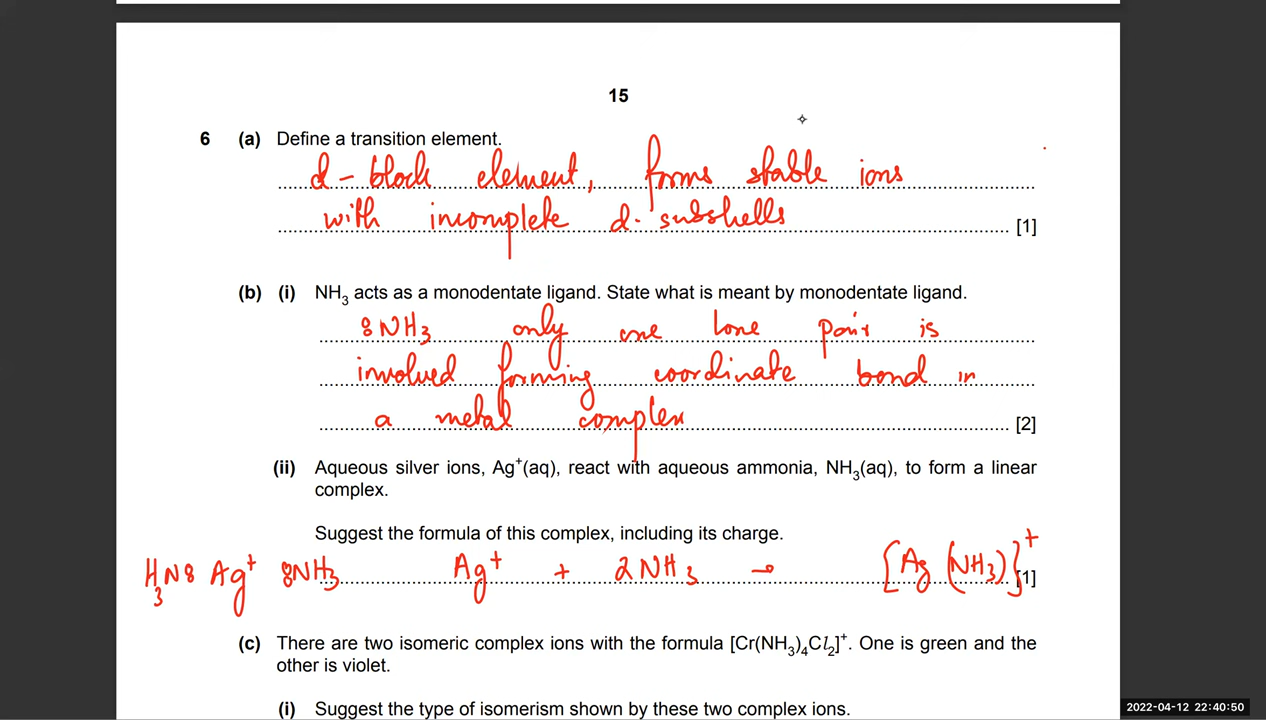 15
6 (a) Define a transition element.
d-block element, forms stable ions
with incomplete d-subshells
[1]
(b) (i) NH3 acts as a monodentate ligand. State what is meant by monodentate ligand.
:NH3 only one lone pair is
involved forming coordinate bond in
a metal complex
[2]
(ii) Aqueous silver ions, Ag+(aq), react with aqueous ammonia, NH3(aq), to form a linear
complex.
Suggest the formula of this complex, including its charge.
H3N: Ag+ :NH3 Ag+ + 2NH3 → [Ag(NH3)]+ [1]
(c) There are two isomeric complex ions with the formula [Cr(NH3)4Cl2]+. One is green and the
other is violet.
(i) Suggest the type of isomerism shown by these two complex ions.
2022-04-12 22:40:50